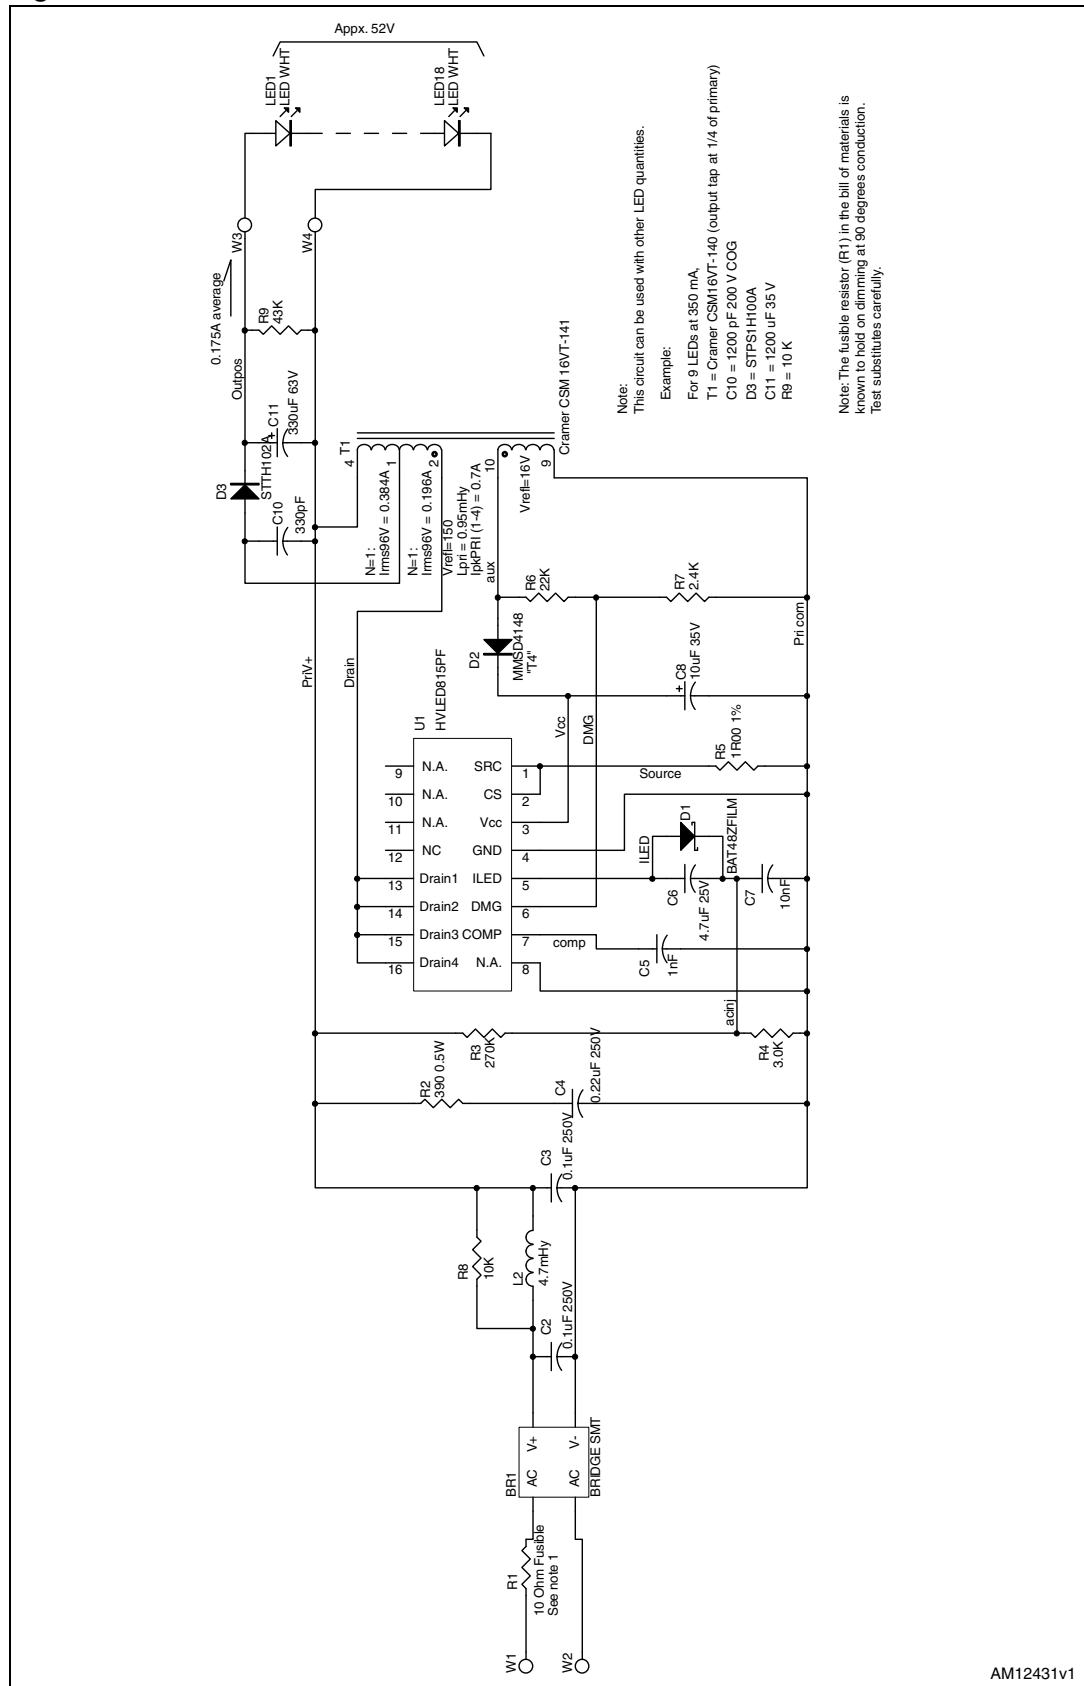 Appx. 52V
LED1
LED WHT
LED18
LED WHT
W3
W4
0.175A average
R9
43K
Outpos
C11
330uF 63V
+
D3
STTH102A
C10
330pF
T1
4
1
2
10
9
Cramer CSM 16VT-141
N=1:
Irms96V = 0.384A
N=1:
Irms96V = 0.196A
Vrefl=150
Lpri = 0.95mHy
IpkPRI (1-4) = 0.7A
aux
Vrefl=16V
Note:
This circuit can be used with other LED quantities.
Example:
For 9 LEDs at 350 mA,
T1 = Cramer CSM16VT-140 (output tap at 1/4 of primary)
C10 = 1200 pF 200 V COG
D3 = STPS1H100A
C11 = 1200 uF 35 V
R9 = 10 K
Note: The fusible resistor (R1) in the bill of materials is
known to hold on dimming at 90 degrees conduction.
Test substitutes carefully.
R6
22K
R7
2.4K
PriV+
Drain
D2
MMSD4148
"T4"
+
C8
10uF 35V
Pri com
Vcc
DMG
U1
HVLED815PF
9 N.A. SRC 1
10 N.A. CS 2
11 N.A. Vcc 3
12 NC GND 4
13 Drain1 ILED 5
14 Drain2 DMG 6
15 Drain3 COMP 7
16 Drain4 N.A. 8
Source
R5
1R00 1%
ILED
D1
BAT48ZFILM
C6
4.7uF 25V
C7
10nF
comp
C5
1nF
acinj
R3
270K
R4
3.0K
R2
390 0.5W
C4
0.22uF 250V
C3
0.1uF 250V
R8
10K
L2
4.7mHy
C2
0.1uF 250V
BR1
AC V+
AC V-
BRIDGE SMT
R1
10 Ohm Fusible
See note 1
W1
W2
AM12431v1